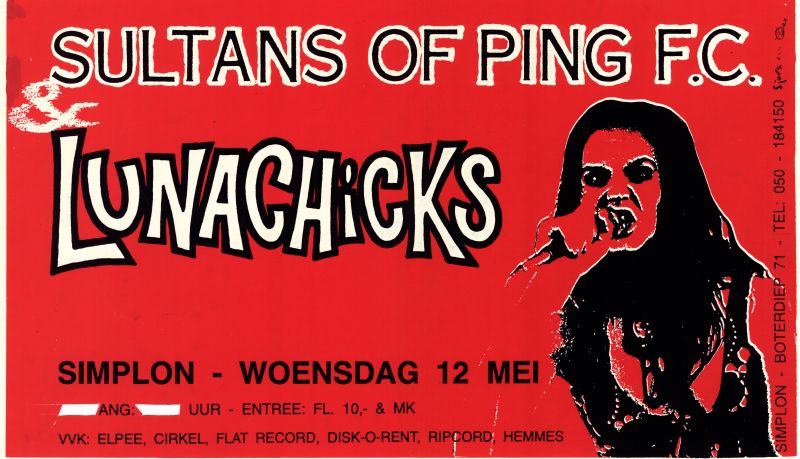 SULTANS OF PING F.C.
&
LUNACHiCKS
SIMPLON - WOENSDAG 12 MEI
ANG: UUR - ENTREE: FL. 10,- & MK
VVK: ELPEE, CIRKEL, FLAT RECORD, DISK-O-RENT, RIPCORD, HEMMES
SIMPLON - BOTERDIEP 71 - TEL: 050 - 184150